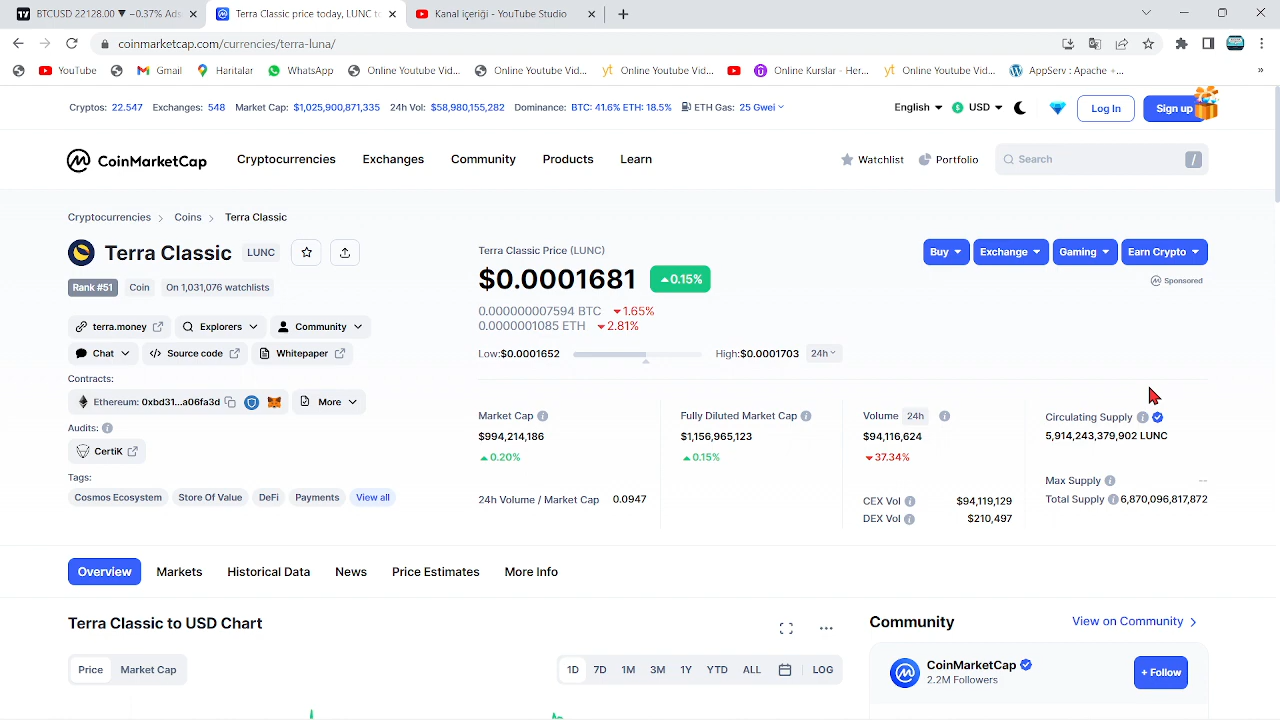 BTCUSD 22128.00 ▼ −0.37% Ads
Terra Classic price today, LUNC to
Kanal içeriği - YouTube Studio
coinmarketcap.com/currencies/terra-luna/
YouTube
Gmail
Haritalar
WhatsApp
Online Youtube Vid...
Online Youtube Vid...
Online Youtube Vid...
Online Kurslar - Her...
Online Youtube Vid...
AppServ : Apache +...
»
Cryptos: 22.547 Exchanges: 548 Market Cap: $1,025,900,871,335 24h Vol: $58,980,155,282 Dominance: BTC: 41.6% ETH: 18.5% ETH Gas: 25 Gwei
English USD Log In Sign up
CoinMarketCap Cryptocurrencies Exchanges Community Products Learn Watchlist Portfolio Search /
Cryptocurrencies > Coins > Terra Classic
Terra Classic LUNC
Rank #51 Coin On 1,031,076 watchlists
terra.money Explorers Community
Chat Source code Whitepaper
Contracts:
Ethereum: 0xbd31...a06fa3d More
Audits:
CertiK
Tags:
Cosmos Ecosystem Store Of Value DeFi Payments View all
Terra Classic Price (LUNC)
$0.0001681 0.15%
0.000000007594 BTC 1.65%
0.0000001085 ETH 2.81%
Low:$0.0001652 High:$0.0001703 24h
Buy Exchange Gaming Earn Crypto
Sponsored
Market Cap
$994,214,186
0.20%
24h Volume / Market Cap 0.0947
Fully Diluted Market Cap
$1,156,965,123
0.15%
Volume 24h
$94,116,624
37.34%
CEX Vol $94,119,129
DEX Vol $210,497
Circulating Supply
5,914,243,379,902 LUNC
Max Supply --
Total Supply 6,870,096,817,872
Overview Markets Historical Data News Price Estimates More Info
Terra Classic to USD Chart
Price Market Cap
1D 7D 1M 3M 1Y YTD ALL LOG
Community View on Community >
CoinMarketCap
2.2M Followers
+ Follow